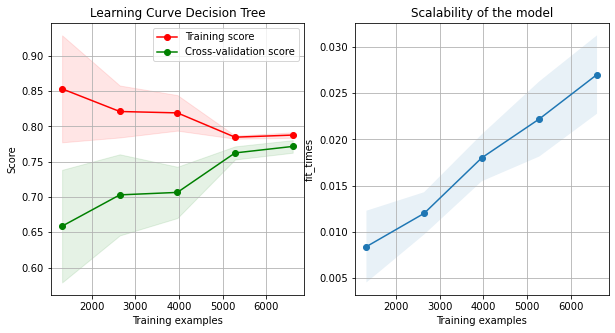 Learning Curve Decision Tree
Training score
Cross-validation score
Score
0.90
0.85
0.80
0.75
0.70
0.65
0.60
2000 3000 4000 5000 6000
Training examples
Scalability of the model
fit_times
0.030
0.025
0.020
0.015
0.010
0.005
2000 3000 4000 5000 6000
Training examples